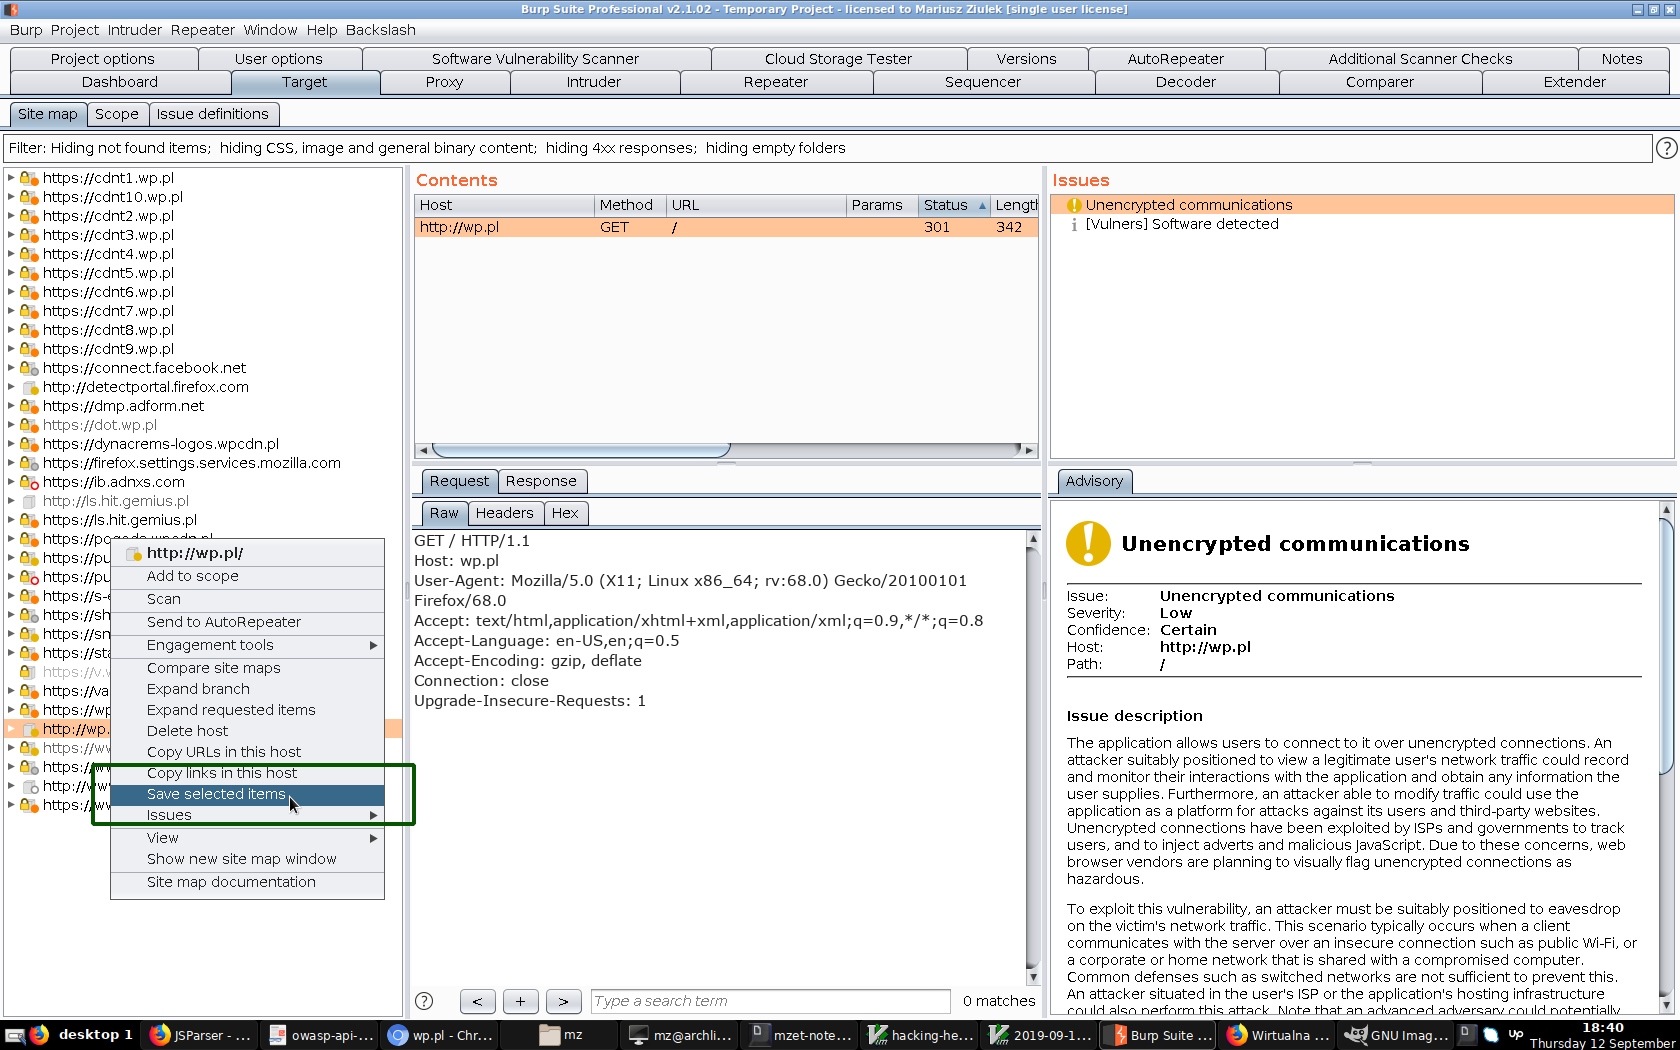 Burp Suite Professional v2.1.02 - Temporary Project - licensed to Mariusz Ziulek [single user license]
Burp Project Intruder Repeater Window Help Backslash
Project options User options Software Vulnerability Scanner Cloud Storage Tester Versions AutoRepeater Additional Scanner Checks Notes
Dashboard Target Proxy Intruder Repeater Sequencer Decoder Comparer Extender
Site map Scope Issue definitions
Filter: Hiding not found items; hiding CSS, image and general binary content; hiding 4xx responses; hiding empty folders ?
https://cdnt1.wp.pl
https://cdnt10.wp.pl
https://cdnt2.wp.pl
https://cdnt3.wp.pl
https://cdnt4.wp.pl
https://cdnt5.wp.pl
https://cdnt6.wp.pl
https://cdnt7.wp.pl
https://cdnt8.wp.pl
https://cdnt9.wp.pl
https://connect.facebook.net
http://detectportal.firefox.com
https://dmp.adform.net
https://dot.wp.pl
https://dynacrems-logos.wpcdn.pl
https://firefox.settings.services.mozilla.com
https://ib.adnxs.com
http://ls.hit.gemius.pl
https://ls.hit.gemius.pl
https://pu
https://pu
https://s-e
https://sh
https://sn
https://sta
https://v.w
https://va
https://wp
http://wp.
https://ww
https://ww
http://ww
https://ww
http://wp.pl/
Add to scope
Scan
Send to AutoRepeater
Engagement tools
Compare site maps
Expand branch
Expand requested items
Delete host
Copy URLs in this host
Copy links in this host
Save selected items
Issues
View
Show new site map window
Site map documentation
Contents
Host Method URL Params Status Length
http://wp.pl GET / 301 342
Request Response
Raw Headers Hex
GET / HTTP/1.1
Host: wp.pl
User-Agent: Mozilla/5.0 (X11; Linux x86_64; rv:68.0) Gecko/20100101
Firefox/68.0
Accept: text/html,application/xhtml+xml,application/xml;q=0.9,*/*;q=0.8
Accept-Language: en-US,en;q=0.5
Accept-Encoding: gzip, deflate
Connection: close
Upgrade-Insecure-Requests: 1
? < + > Type a search term 0 matches
Issues
Unencrypted communications
[Vulners] Software detected
Advisory
Unencrypted communications
Issue: Unencrypted communications
Severity: Low
Confidence: Certain
Host: http://wp.pl
Path: /
Issue description
The application allows users to connect to it over unencrypted connections. An
attacker suitably positioned to view a legitimate user's network traffic could record
and monitor their interactions with the application and obtain any information the
user supplies. Furthermore, an attacker able to modify traffic could use the
application as a platform for attacks against its users and third-party websites.
Unencrypted connections have been exploited by ISPs and governments to track
users, and to inject adverts and malicious JavaScript. Due to these concerns, web
browser vendors are planning to visually flag unencrypted connections as
hazardous.
To exploit this vulnerability, an attacker must be suitably positioned to eavesdrop
on the victim's network traffic. This scenario typically occurs when a client
communicates with the server over an insecure connection such as public Wi-Fi, or
a corporate or home network that is shared with a compromised computer.
Common defenses such as switched networks are not sufficient to prevent this.
An attacker situated in the user's ISP or the application's hosting infrastructure
could also perform this attack. Note that an advanced adversary could potentially
desktop 1 JSParser - ... owasp-api-... wp.pl - Chr... mz mz@archli... mzet-note... hacking-he... 2019-09-1... Burp Suite ... Wirtualna ... GNU Imag... 18:40
Thursday 12 September